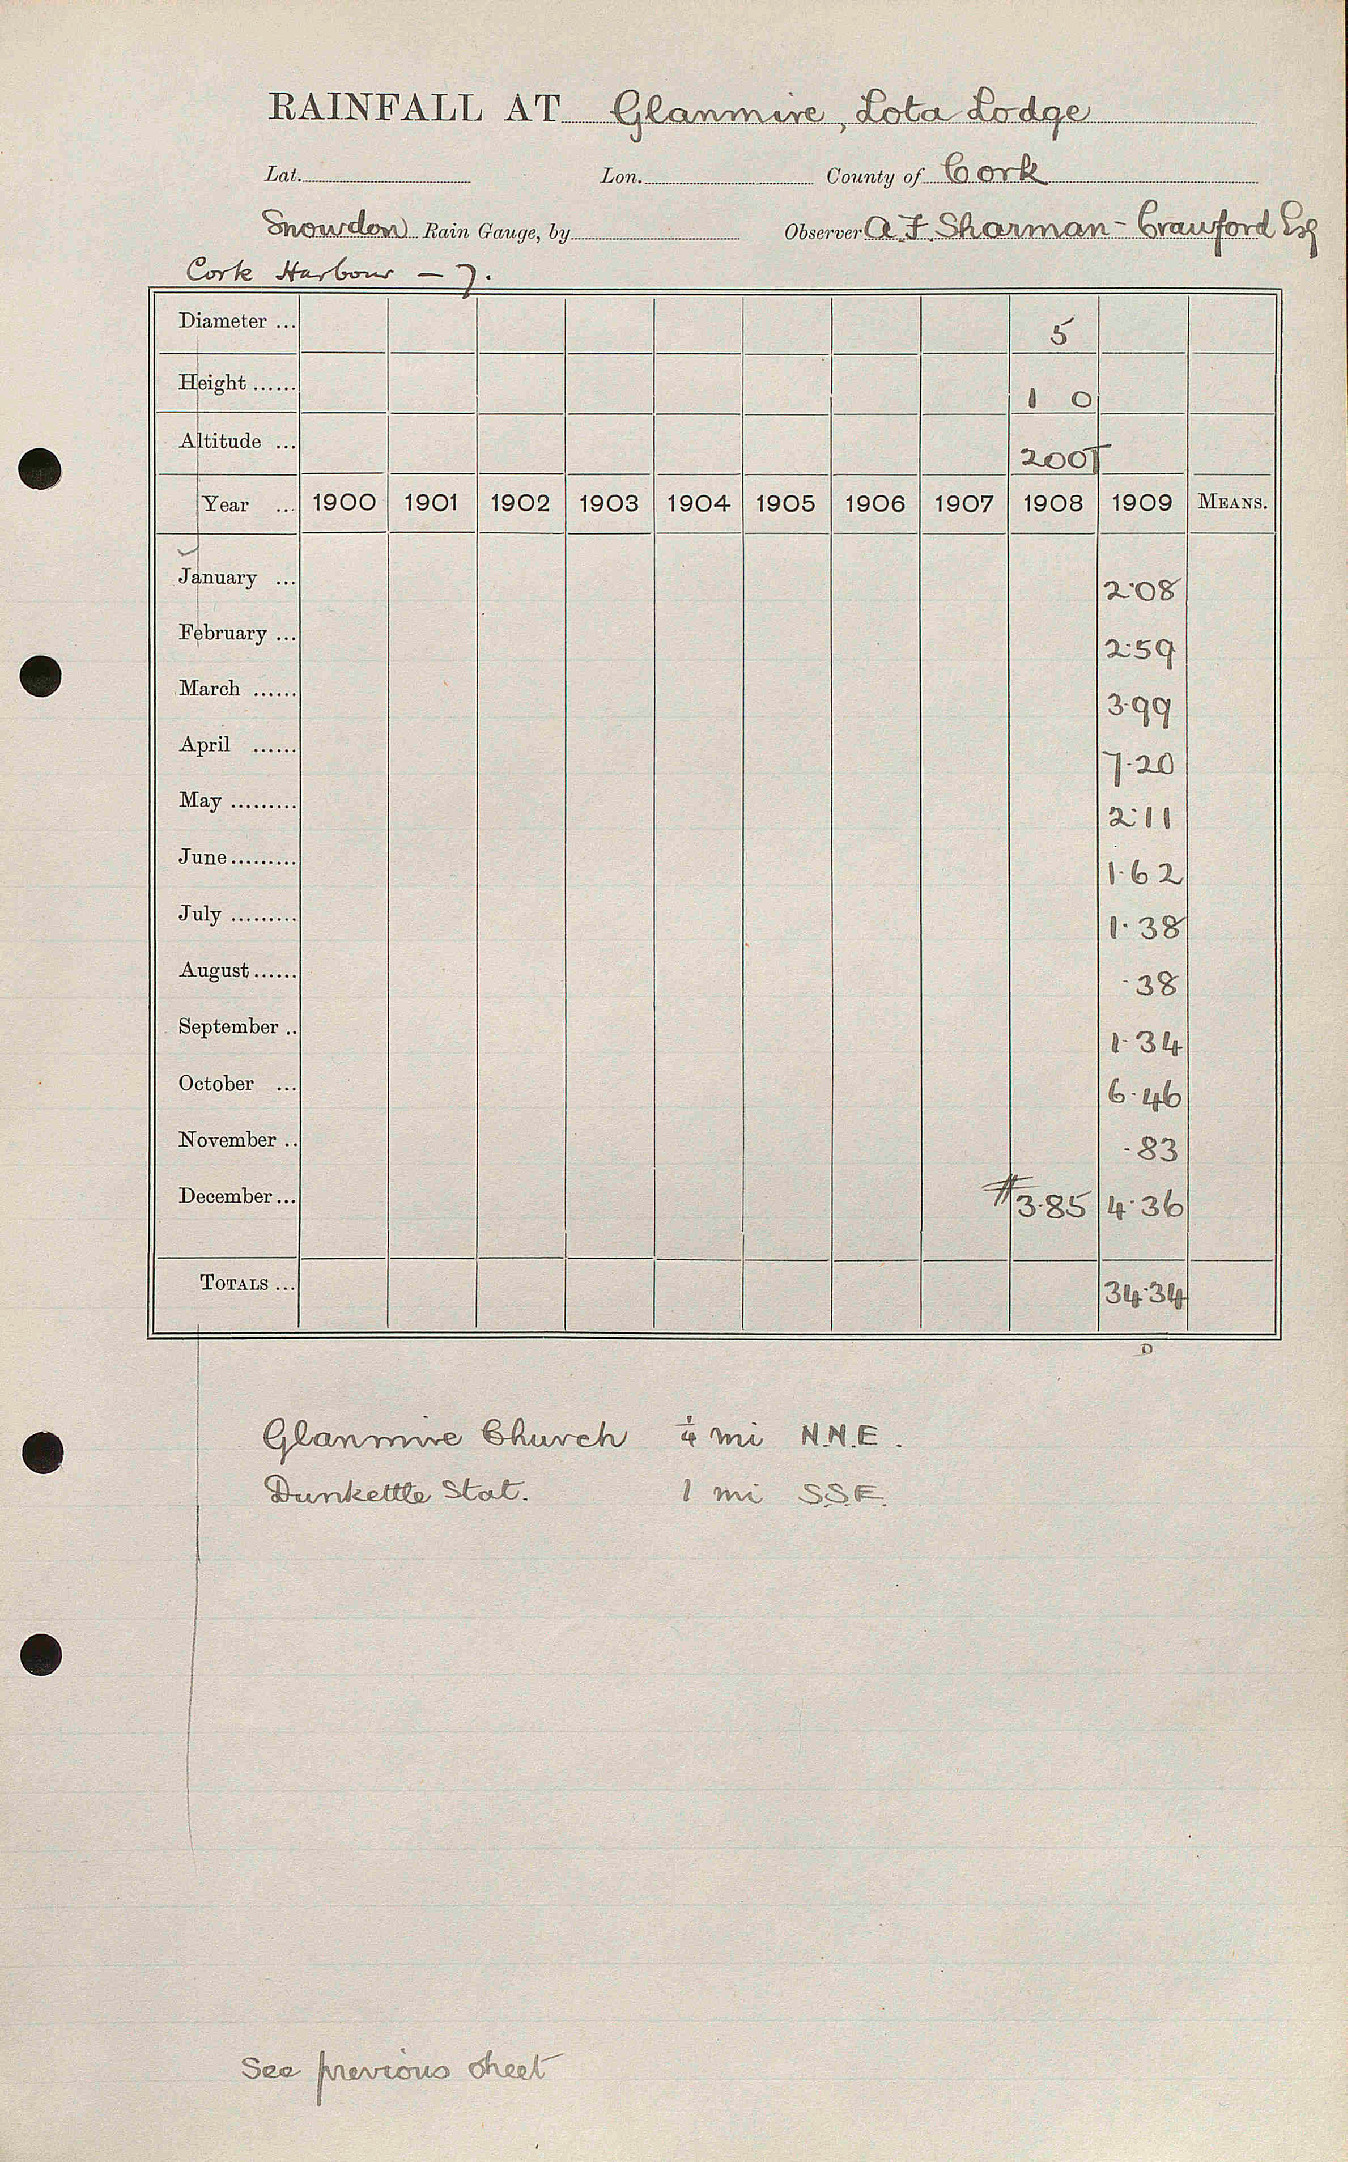 RAINFALL AT Glanmire, Lota Lodge
Lat. Lon. County of Cork
Snowdon Rain Gauge, by Observer A. F. Sharman-Crawford Esq
Cork Harbour — 7.
Diameter ... 5
Height ...... 1 0
Altitude ... 200T
Year ... 1900 1901 1902 1903 1904 1905 1906 1907 1908 1909 MEANS.
January ... 2.08
February ... 2.59
March ...... 3.99
April ...... 7.20
May ......... 2.11
June......... 1.62
July ......... 1.38
August...... .38
September .. 1.34
October ... 6.46
November .. .83
December... #3.85 4.36
TOTALS ... 34.34
D
Glanmire Church ¼ mi N.N.E.
Dunkettle Stat. 1 mi S.S.E.
See previous sheet